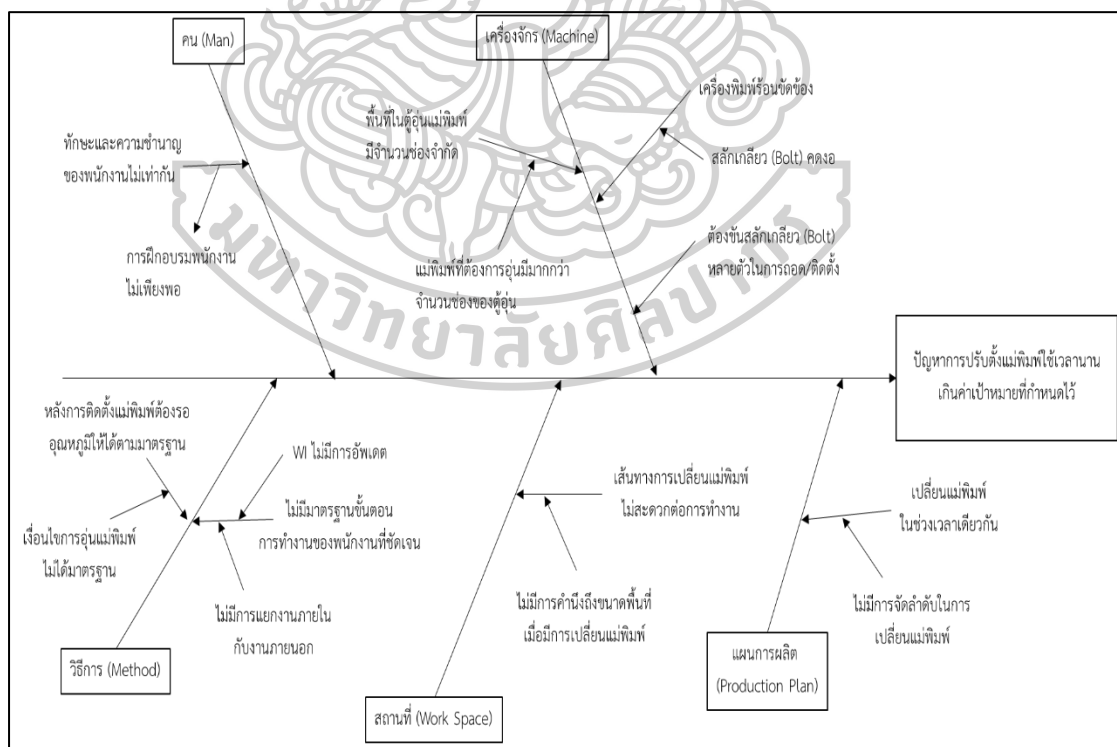 คน (Man)
เครื่องจักร (Machine)
ทักษะและความชำนาญ
ของพนักงานไม่เท่ากัน
การฝึกอบรมพนักงาน
ไม่เพียงพอ
พื้นที่ในตู้อุ่นแม่พิมพ์
มีจำนวนช่องจำกัด
แม่พิมพ์ที่ต้องการอุ่นมีมากกว่า
จำนวนช่องของตู้อุ่น
เครื่องพิมพ์ร้อนขัดข้อง
สลักเกลียว (Bolt) คดงอ
ต้องขันสลักเกลียว (Bolt)
หลายตัวในการถอด/ติดตั้ง
มหาวิทยาลัยศิลปากร
ปัญหาการปรับตั้งแม่พิมพ์ใช้เวลานาน
เกินค่าเป้าหมายที่กำหนดไว้
หลังการติดตั้งแม่พิมพ์ต้องรอ
อุณหภูมิให้ได้ตามมาตรฐาน
เงื่อนไขการอุ่นแม่พิมพ์
ไม่ได้มาตรฐาน
WI ไม่มีการอัพเดต
ไม่มีมาตรฐานขั้นตอน
การทำงานของพนักงานที่ชัดเจน
ไม่มีการแยกงานภายใน
กับงานภายนอก
เส้นทางการเปลี่ยนแม่พิมพ์
ไม่สะดวกต่อการทำงาน
ไม่มีการคำนึงถึงขนาดพื้นที่
เมื่อมีการเปลี่ยนแม่พิมพ์
เปลี่ยนแม่พิมพ์
ในช่วงเวลาเดียวกัน
ไม่มีการจัดลำดับในการ
เปลี่ยนแม่พิมพ์
วิธีการ (Method)
สถานที่ (Work Space)
แผนการผลิต
(Production Plan)